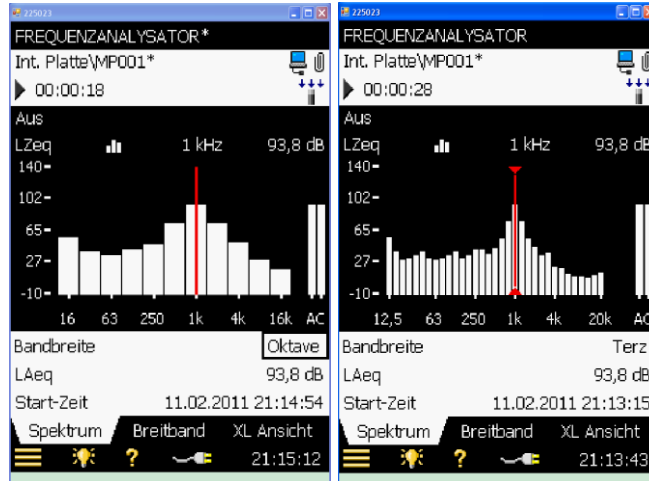 225023
FREQUENZANALYSATOR*
Int. Platte\MP001*
00:00:18
Aus
LZeq 1 kHz 93,8 dB
140
102
65
27
-10
16 63 250 1k 4k 16k AC
Bandbreite Oktave
LAeq 93,8 dB
Start-Zeit 11.02.2011 21:14:54
Spektrum Breitband XL Ansicht
? 21:15:12
225023
FREQUENZANALYSATOR
Int. Platte\MP001*
00:00:28
Aus
LZeq 1 kHz 93,8 dB
140
102
65
27
-10
12,5 63 250 1k 4k 20k AC
Bandbreite Terz
LAeq 93,8 dB
Start-Zeit 11.02.2011 21:13:15
Spektrum Breitband XL Ansicht
? 21:13:43